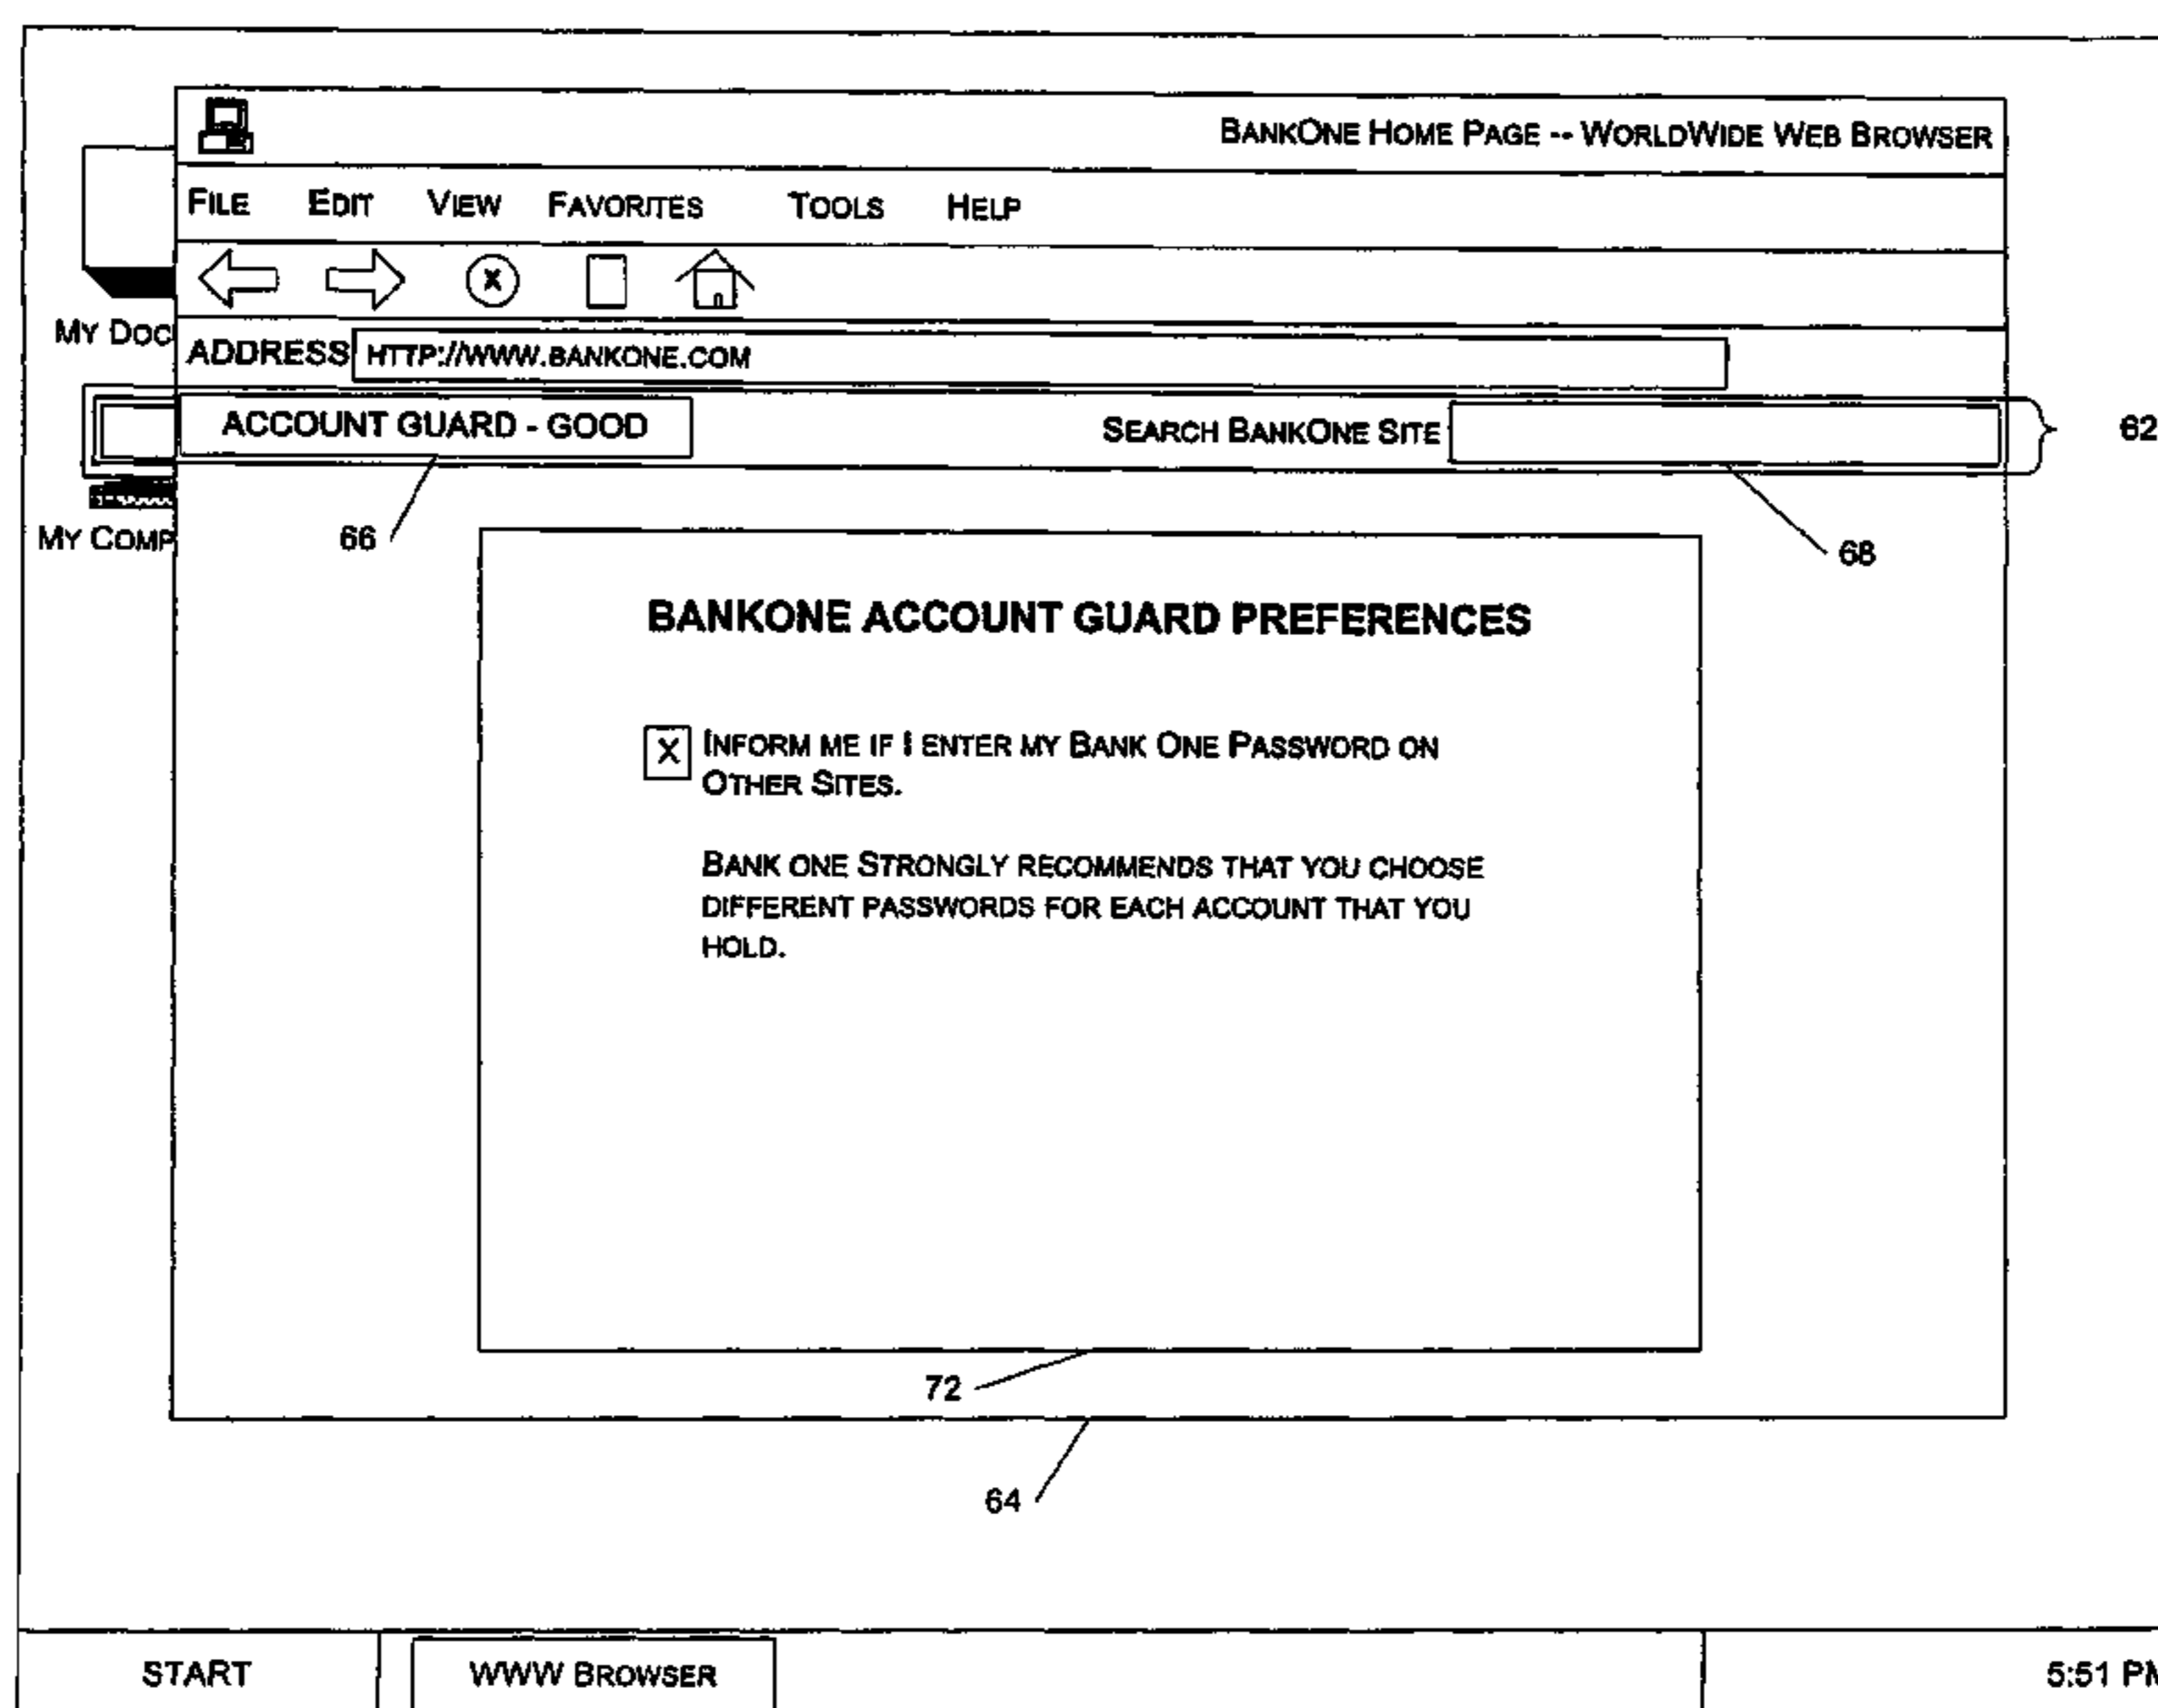 BANKONE HOME PAGE -- WORLDWIDE WEB BROWSER
FILE EDIT VIEW FAVORITES TOOLS HELP
X
MY DOC
ADDRESS HTTP://WWW.BANKONE.COM
ACCOUNT GUARD - GOOD SEARCH BANKONE SITE 62
MY COMP 66 68
BANKONE ACCOUNT GUARD PREFERENCES
X INFORM ME IF I ENTER MY BANK ONE PASSWORD ON
OTHER SITES.
BANK ONE STRONGLY RECOMMENDS THAT YOU CHOOSE
DIFFERENT PASSWORDS FOR EACH ACCOUNT THAT YOU
HOLD.
72
64
START WWW BROWSER 5:51 PM